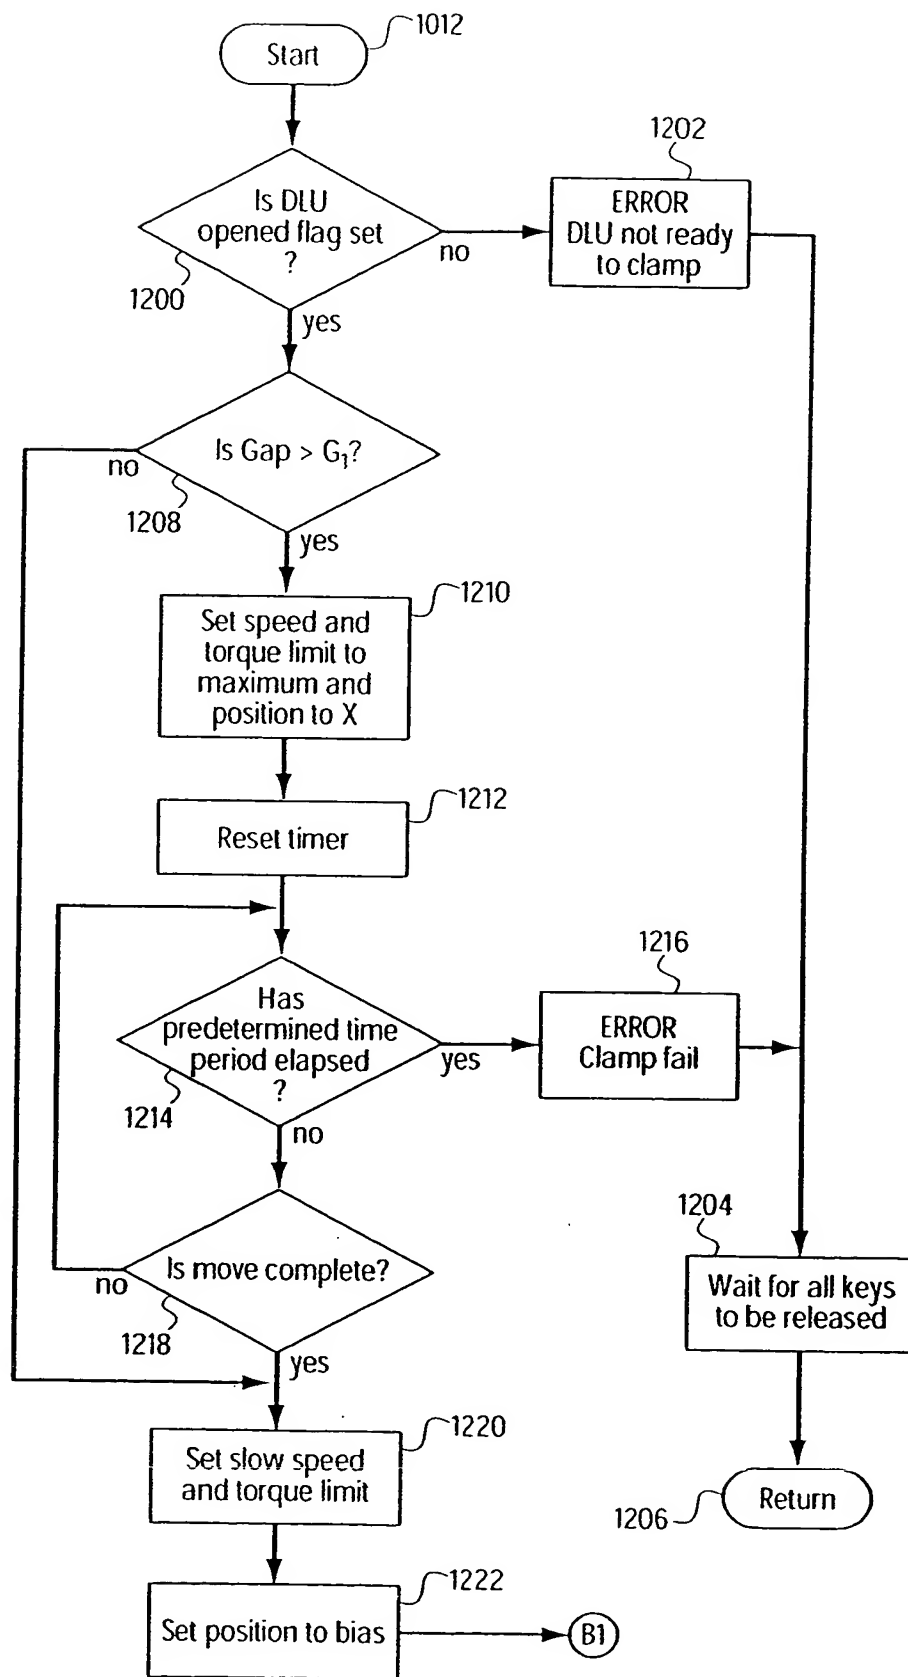 Start
1012
Is DLU
opened flag set
?
1200
no
yes
1202
ERROR
DLU not ready
to clamp
Is Gap > G₁?
no
1208
yes
1210
Set speed and
torque limit to
maximum and
position to X
1212
Reset timer
Has
predetermined time
period elapsed
?
1214
yes
no
1216
ERROR
Clamp fail
Is move complete?
no
1218
yes
1204
Wait for all keys
to be released
1220
Set slow speed
and torque limit
Return
1206
1222
Set position to bias
B1